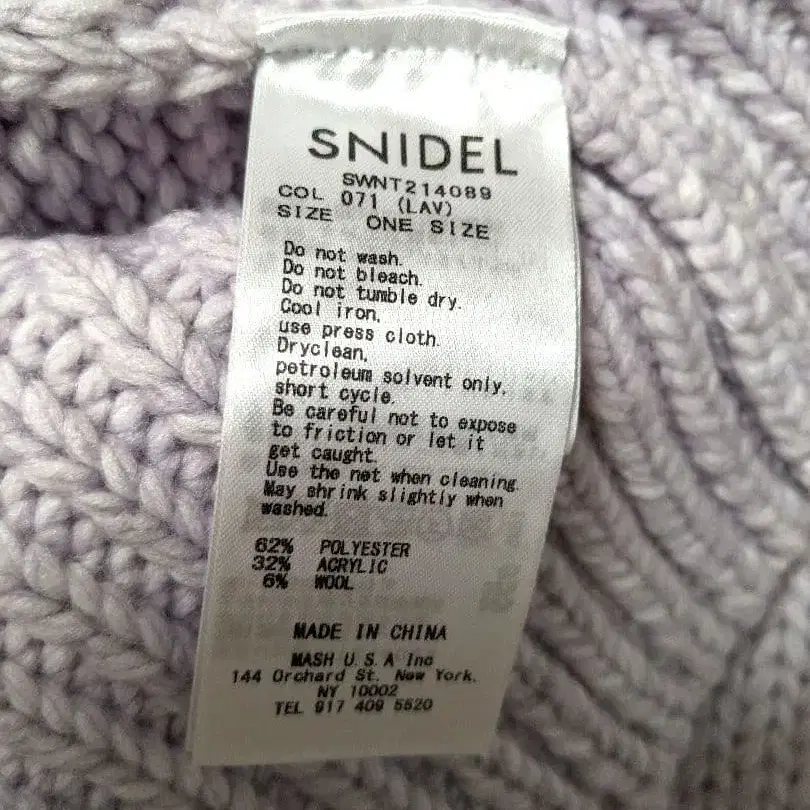 SNIDEL
SWNT214089
COL 071 (LAV)
SIZE ONE SIZE
Do not wash.
Do not bleach.
Do not tumble dry.
Cool iron,
use press cloth.
Dryclean,
petroleum solvent only,
short cycle.
Be careful not to expose
to friction or let it
get caught.
Use the net when cleaning.
May shrink slightly when
washed.
62% POLYESTER
32% ACRYLIC
6% WOOL
MADE IN CHINA
MASH U.S.A Inc
144 Orchard St. New York,
NY 10002
TEL 917 409 5520